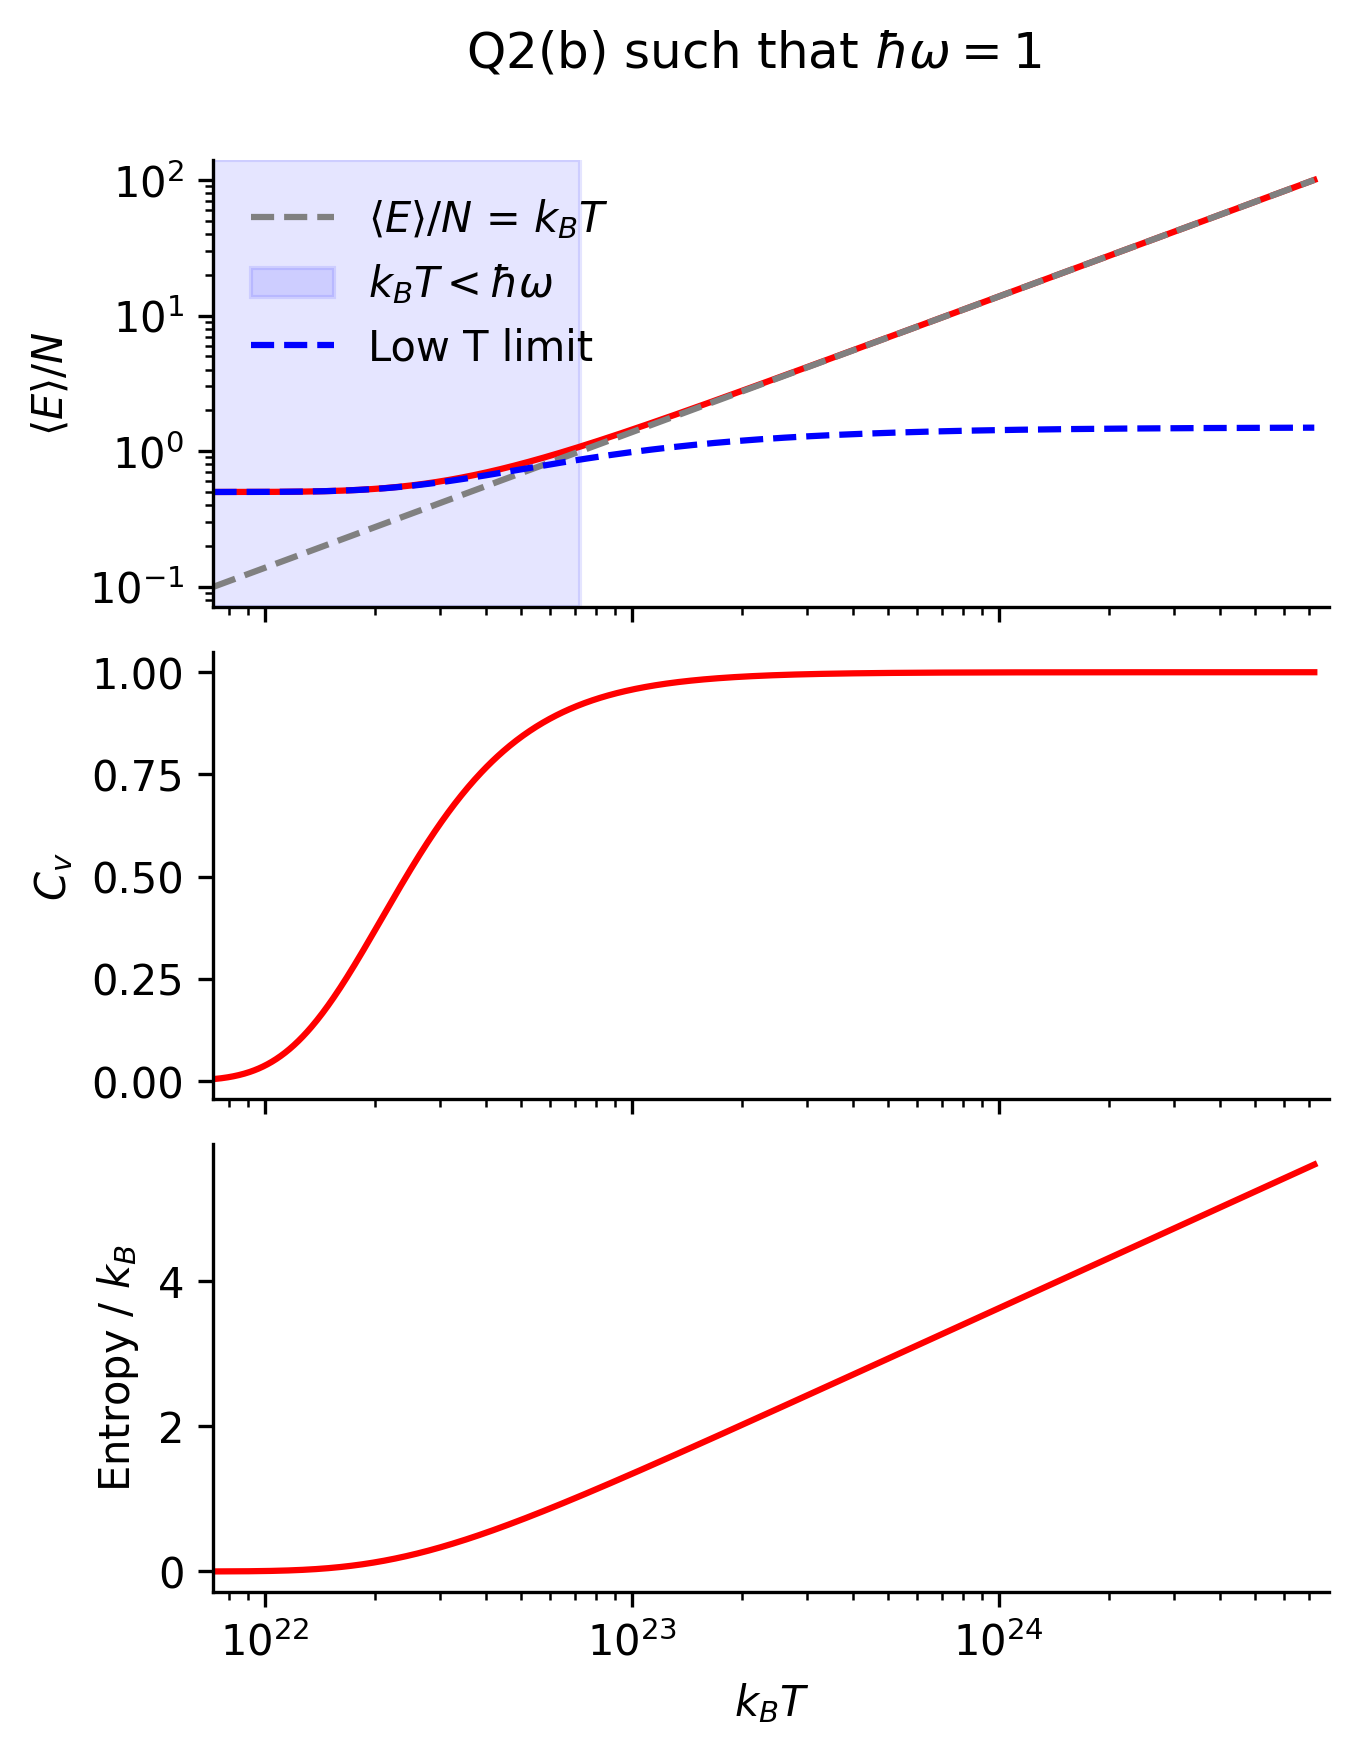 Q2(b) such that ℏω = 1
10²
10¹
10⁰
10⁻¹
⟨E⟩/N
⟨E⟩/N = k_BT
k_BT < ℏω
Low T limit
1.00
0.75
0.50
0.25
0.00
C_v
4
2
0
Entropy / k_B
10²² 10²³ 10²⁴
k_BT